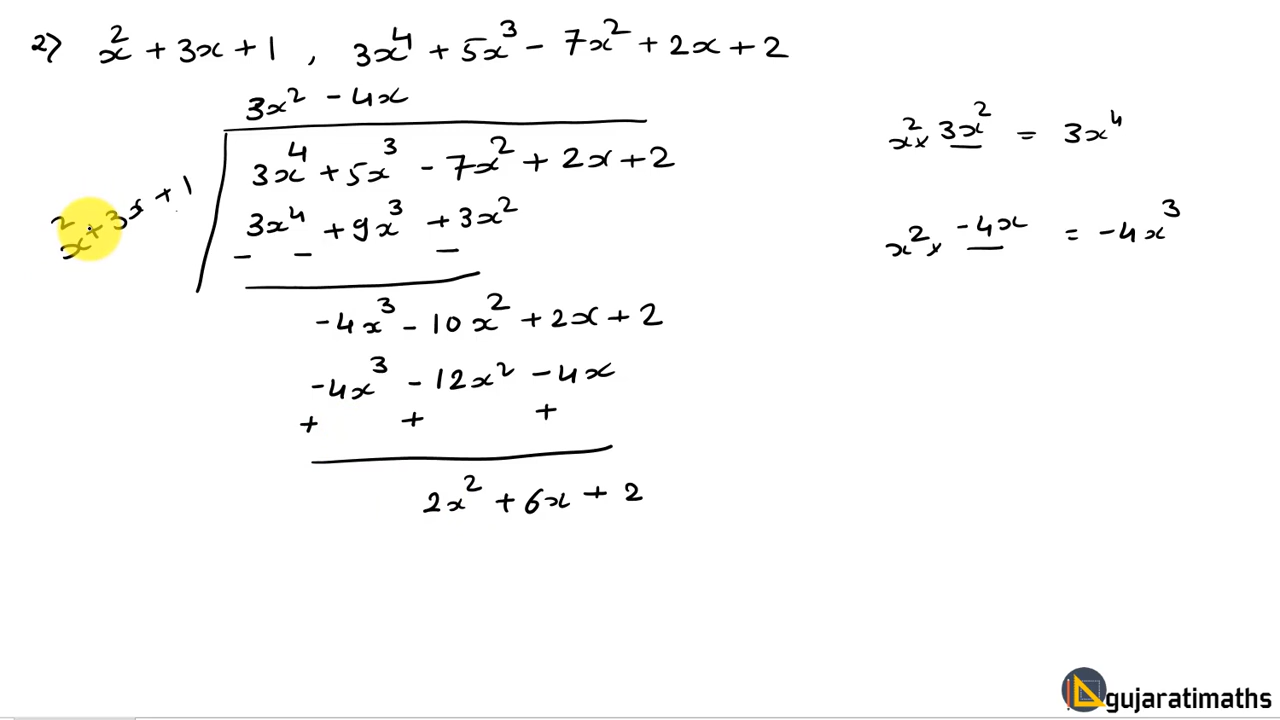 2) x² + 3x + 1 , 3x⁴ + 5x³ - 7x² + 2x + 2
3x² - 4x
x² + 3x + 1
3x⁴ + 5x³ - 7x² + 2x + 2
3x⁴ + 9x³ + 3x²
- - -
-4x³ - 10x² + 2x + 2
-4x³ - 12x² - 4x
+ + +
2x² + 6x + 2
x² × 3x² = 3x⁴
x² × -4x = -4x³
gujaratimaths